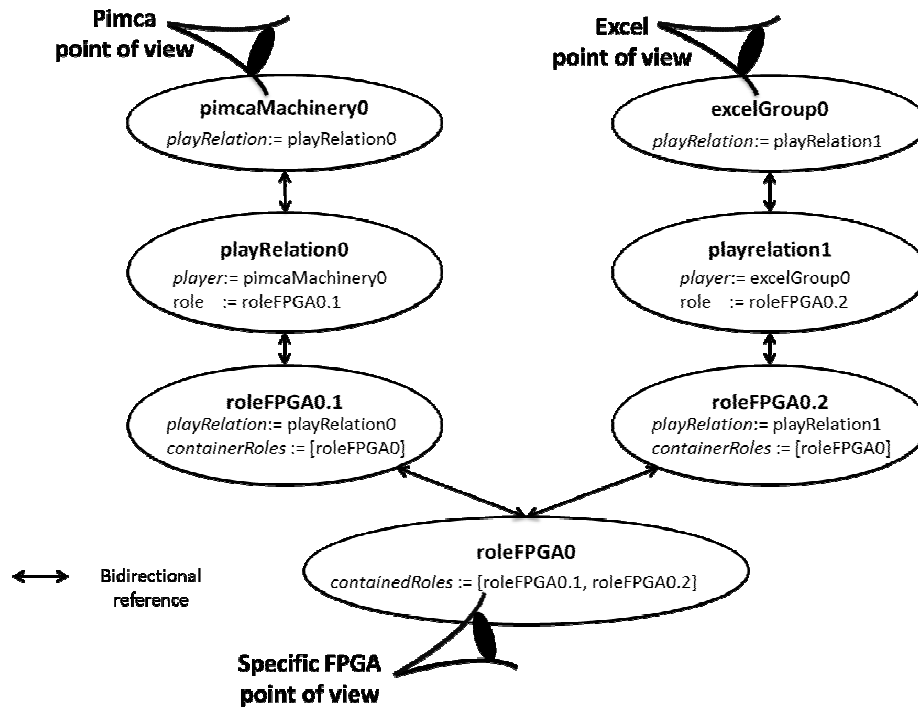 Pimca
point of view
Excel
point of view
pimcaMachinery0
playRelation:= playRelation0
excelGroup0
playRelation:= playRelation1
playRelation0
player:= pimcaMachinery0
role := roleFPGA0.1
playrelation1
player:= excelGroup0
role := roleFPGA0.2
roleFPGA0.1
playRelation:= playRelation0
containerRoles := [roleFPGA0]
roleFPGA0.2
playRelation:= playRelation1
containerRoles := [roleFPGA0]
roleFPGA0
containedRoles := [roleFPGA0.1, roleFPGA0.2]
Bidirectional
reference
Specific FPGA
point of view